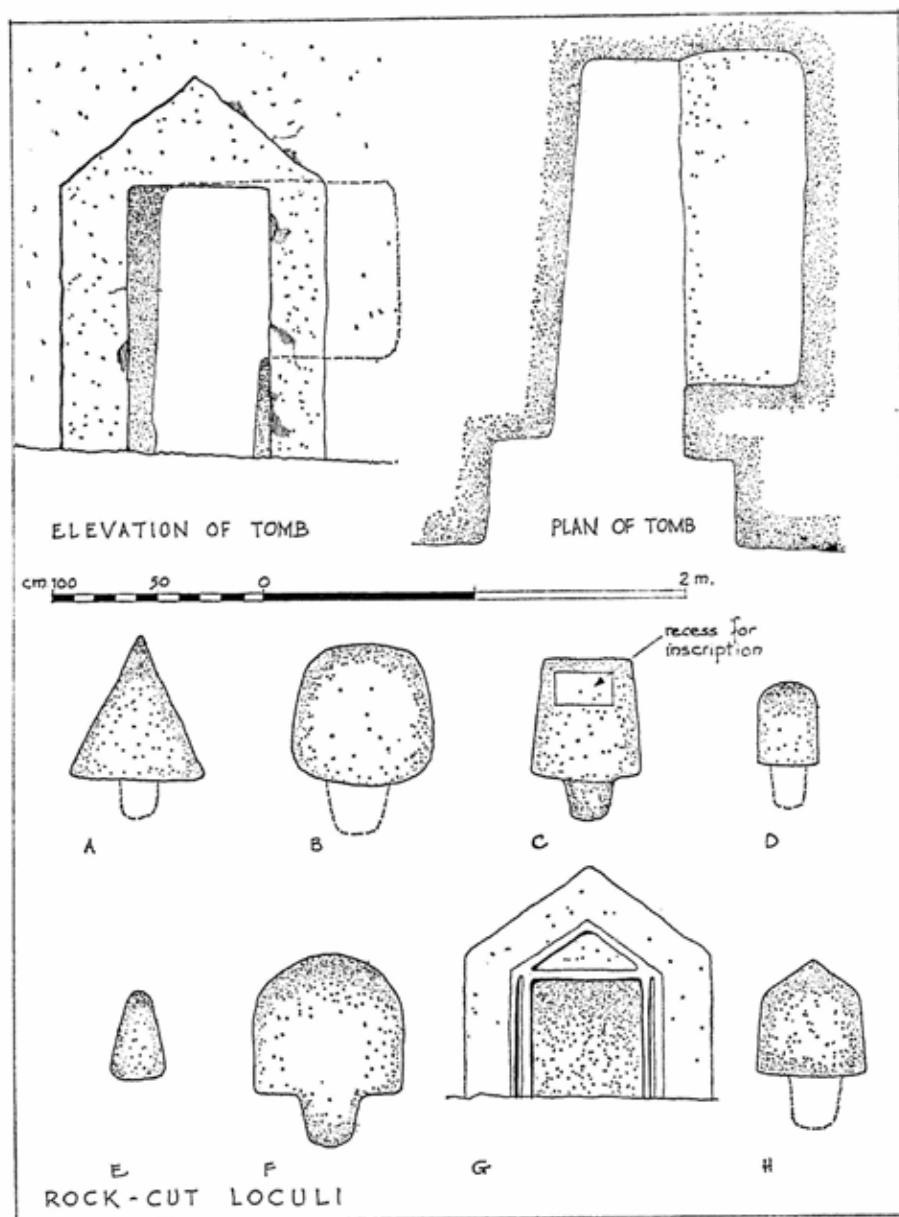 ELEVATION OF TOMB
PLAN OF TOMB
cm 100 50 0 2 m.
recess for
inscription
A B C D
E F G H
ROCK-CUT LOCULI